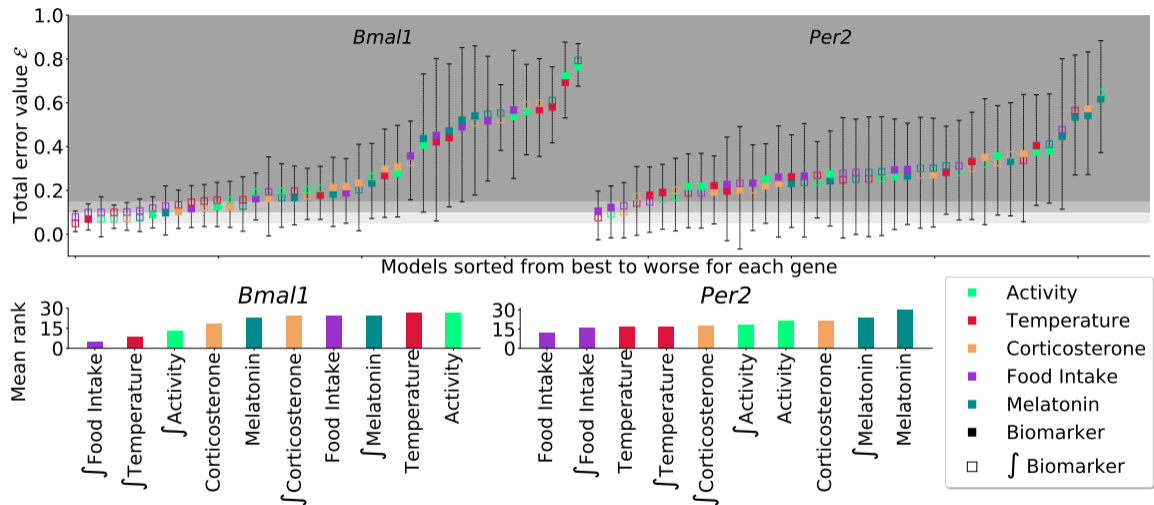 Total error value ℰ
1.0
0.8
0.6
0.4
0.2
0.0
Bmal1
Per2
Models sorted from best to worse for each gene
Mean rank
Bmal1
30
15
0
∫Food Intake
∫Temperature
∫Activity
Corticosterone
Melatonin
∫Corticosterone
Food Intake
∫Melatonin
Temperature
Activity
Per2
30
15
0
Food Intake
∫Food Intake
Temperature
∫Temperature
∫Corticosterone
∫Activity
Activity
Corticosterone
∫Melatonin
Melatonin
Activity
Temperature
Corticosterone
Food Intake
Melatonin
Biomarker
∫ Biomarker